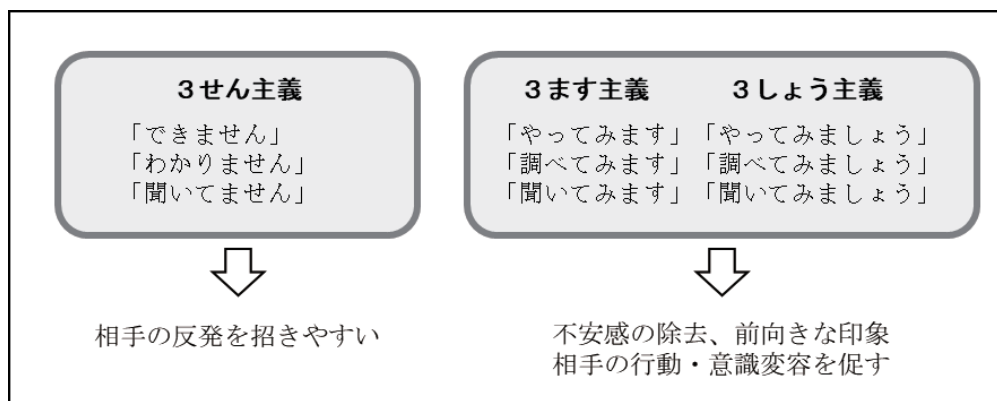 3せん主義
「できません」
「わかりません」
「聞いてません」
相手の反発を招きやすい
3ます主義 3しょう主義
「やってみます」「やってみましょう」
「調べてみます」「調べてみましょう」
「聞いてみます」「聞いてみましょう」
不安感の除去、前向きな印象
相手の行動・意識変容を促す